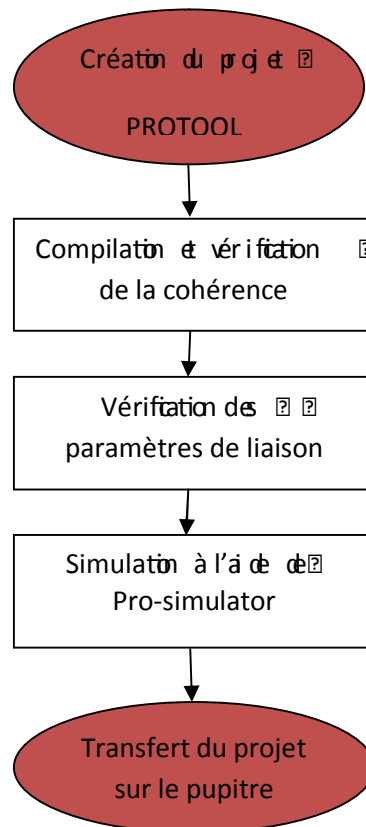 Création du projet
PROTOOL
Compilation et vérification
de la cohérence
Vérification des
paramètres de liaison
Simulation à l'aide de
Pro-simulator
Transfert du projet
sur le pupitre